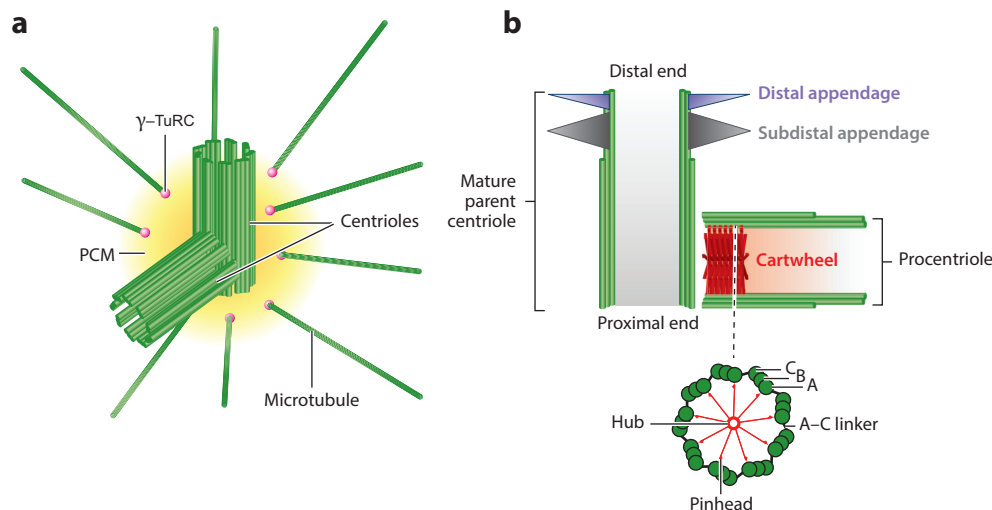 a
γ–TuRC
Centrioles
PCM
Microtubule
b
Distal end
Distal appendage
Subdistal appendage
Mature
parent
centriole
Cartwheel
Procentriole
Proximal end
C
B
A
Hub
A–C linker
Pinhead